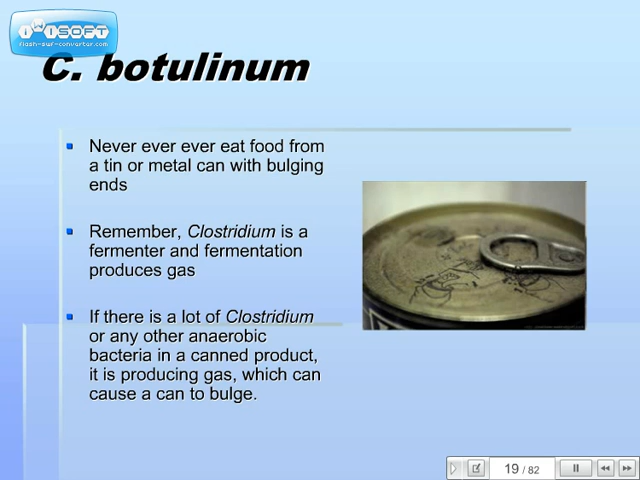 iWiSOFT
flash-swf-converter.com
C. botulinum
Never ever ever eat food from
a tin or metal can with bulging
ends
Remember, Clostridium is a
fermenter and fermentation
produces gas
If there is a lot of Clostridium
or any other anaerobic
bacteria in a canned product,
it is producing gas, which can
cause a can to bulge.
19 / 82